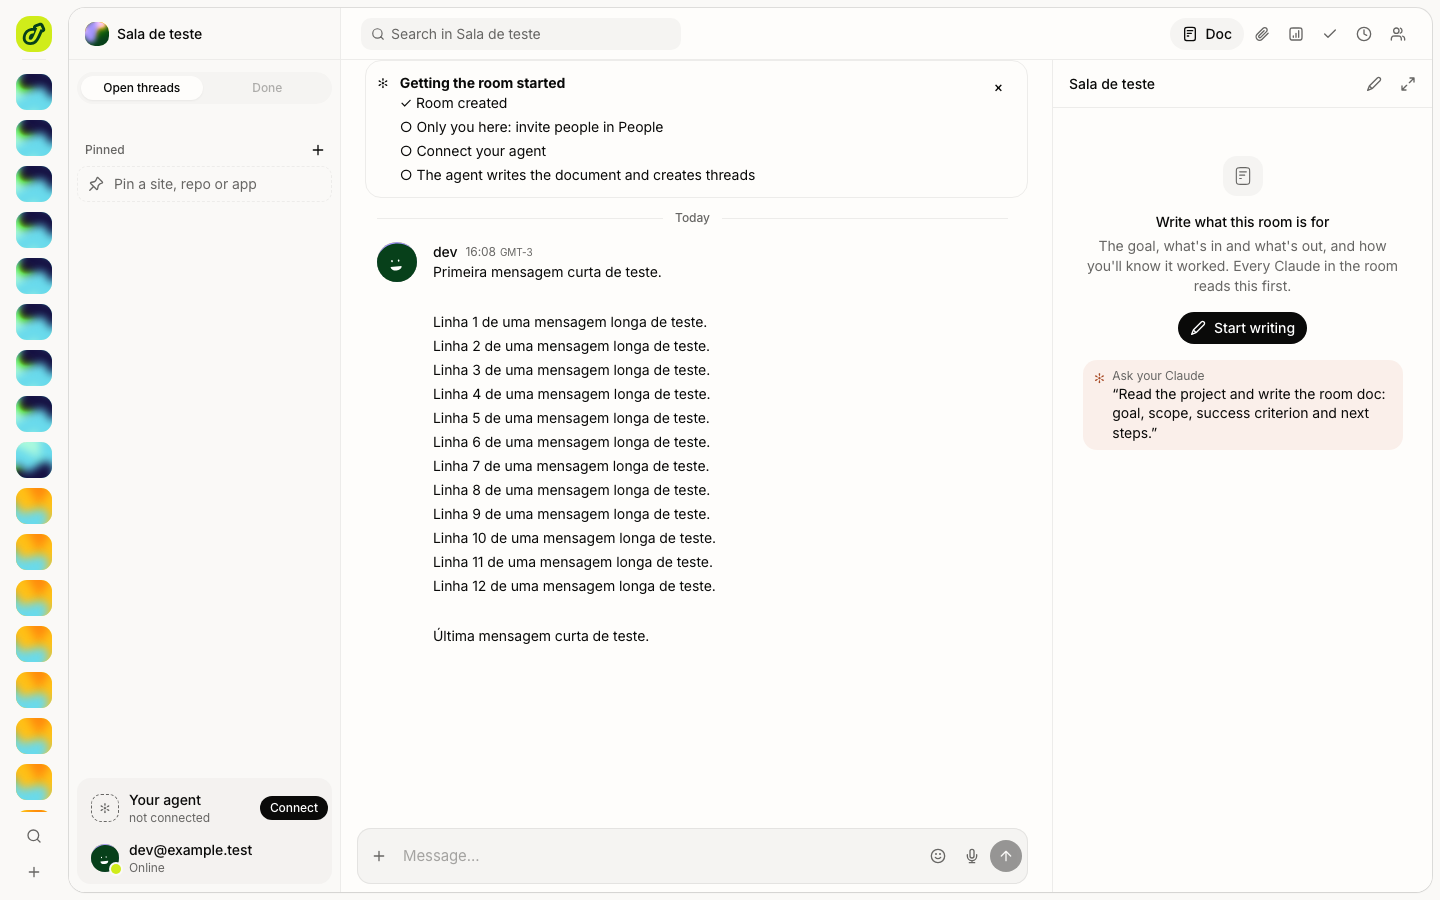 Sala de teste
Search in Sala de teste
Doc
Open threads
Done
Pinned
Pin a site, repo or app
Your agent
not connected
Connect
dev@example.test
Online
Getting the room started
Room created
Only you here: invite people in People
Connect your agent
The agent writes the document and creates threads
Today
dev 16:08 GMT-3
Primeira mensagem curta de teste.
Linha 1 de uma mensagem longa de teste.
Linha 2 de uma mensagem longa de teste.
Linha 3 de uma mensagem longa de teste.
Linha 4 de uma mensagem longa de teste.
Linha 5 de uma mensagem longa de teste.
Linha 6 de uma mensagem longa de teste.
Linha 7 de uma mensagem longa de teste.
Linha 8 de uma mensagem longa de teste.
Linha 9 de uma mensagem longa de teste.
Linha 10 de uma mensagem longa de teste.
Linha 11 de uma mensagem longa de teste.
Linha 12 de uma mensagem longa de teste.
Última mensagem curta de teste.
Message...
Sala de teste
Write what this room is for
The goal, what's in and what's out, and how
you'll know it worked. Every Claude in the room
reads this first.
Start writing
Ask your Claude
“Read the project and write the room doc:
goal, scope, success criterion and next
steps.”